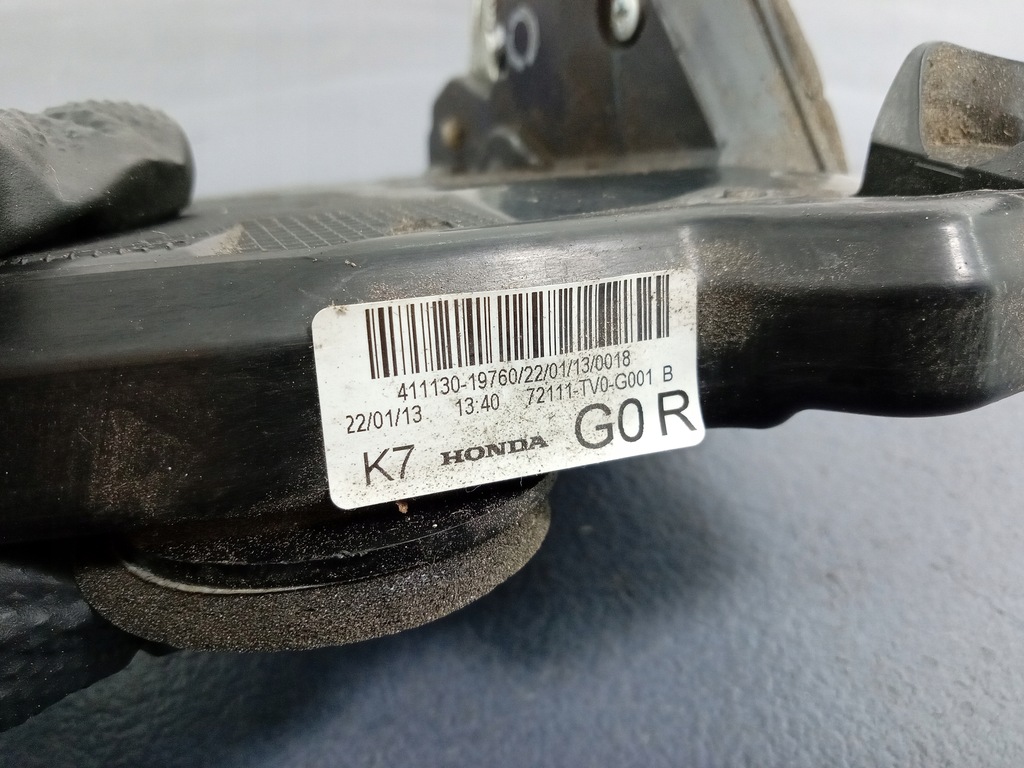 411130-19760/22/01/13/0018
22/01/13 13:40 72111-TV0-G001 B
K7 HONDA G0 R